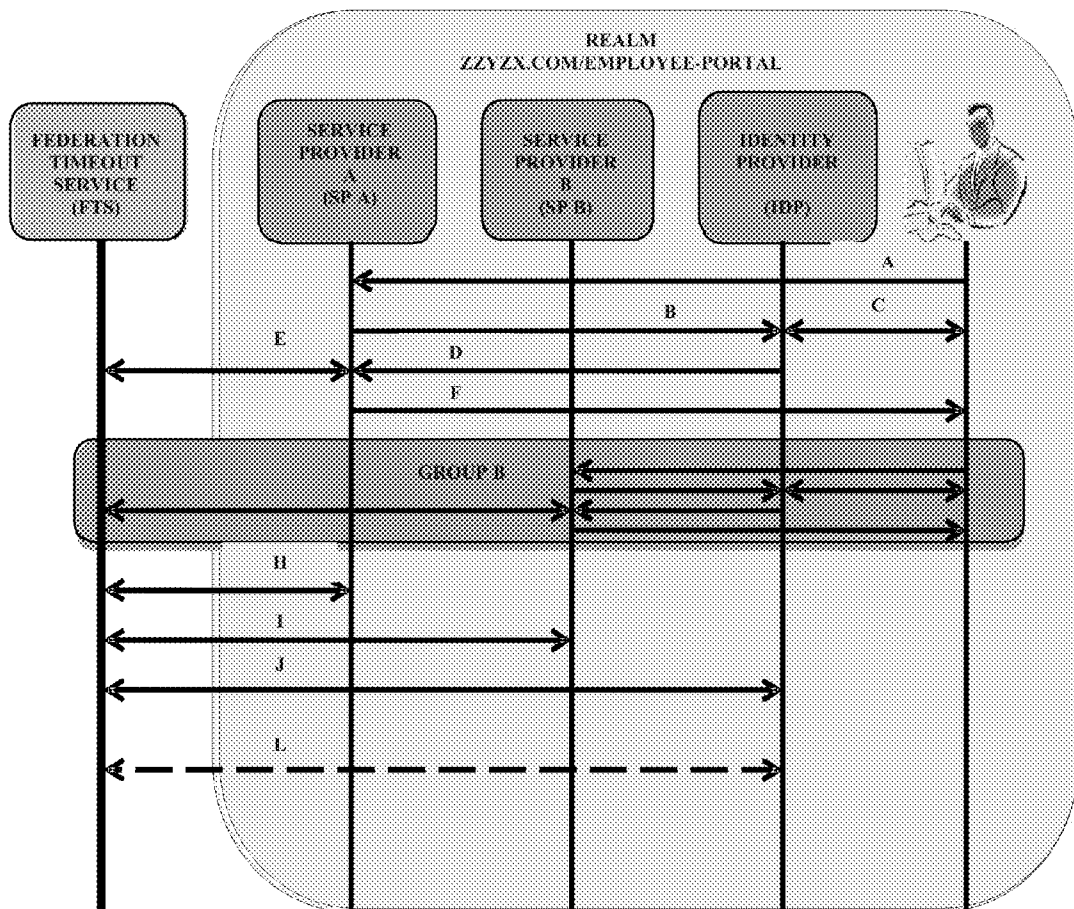 REALM
ZZYZX.COM/EMPLOYEE-PORTAL
FEDERATION
TIMEOUT
SERVICE
(FTS)
SERVICE
PROVIDER
A
(SP A)
SERVICE
PROVIDER
B
(SP B)
IDENTITY
PROVIDER
(IDP)
A
B
C
E
D
F
GROUP B
H
I
J
L